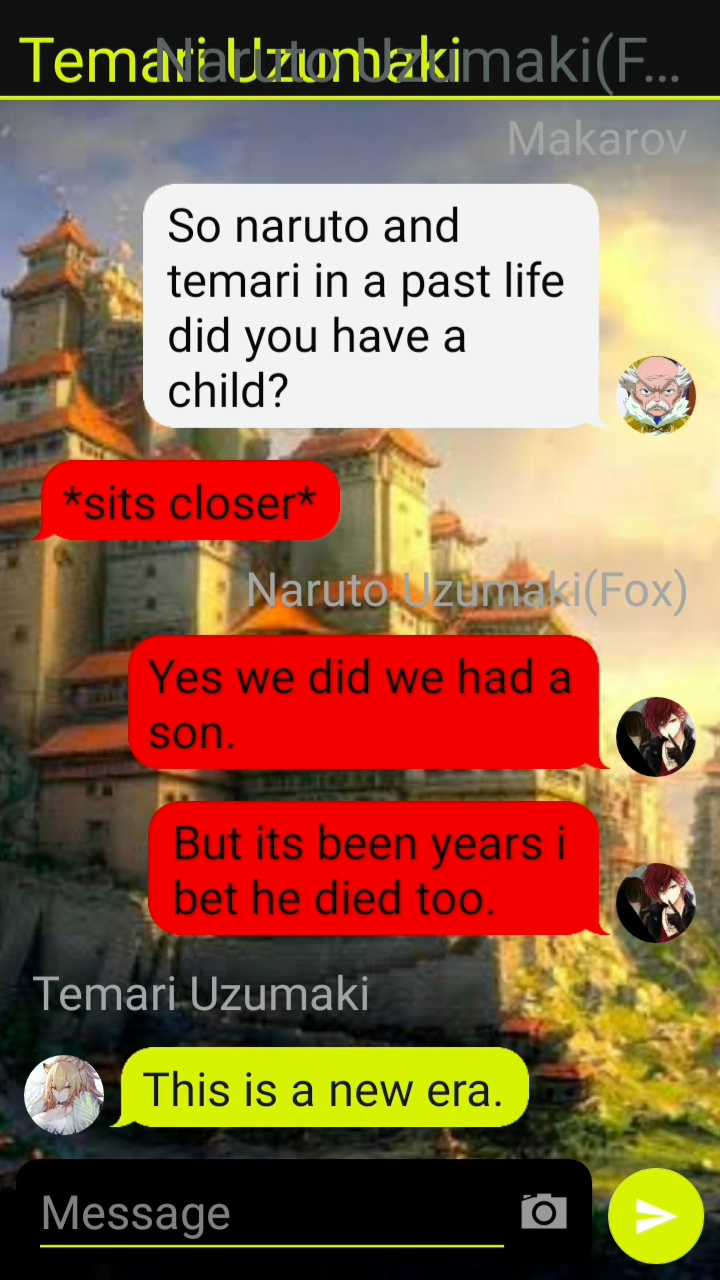 Temari Uzumaki
Naruto Uzumaki(F...
Makarov
So naruto and
temari in a past life
did you have a
child?
*sits closer*
Naruto Uzumaki(Fox)
Yes we did we had a
son.
But its been years i
bet he died too.
Temari Uzumaki
This is a new era.
Message